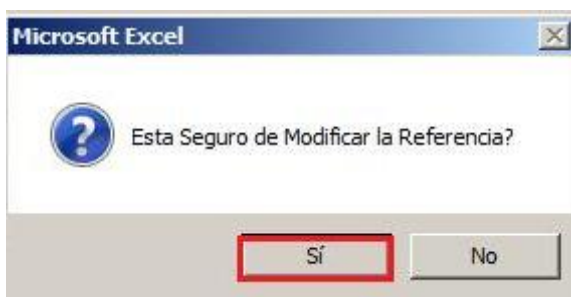 Microsoft Excel
Esta Seguro de Modificar la Referencia?
Sí
No